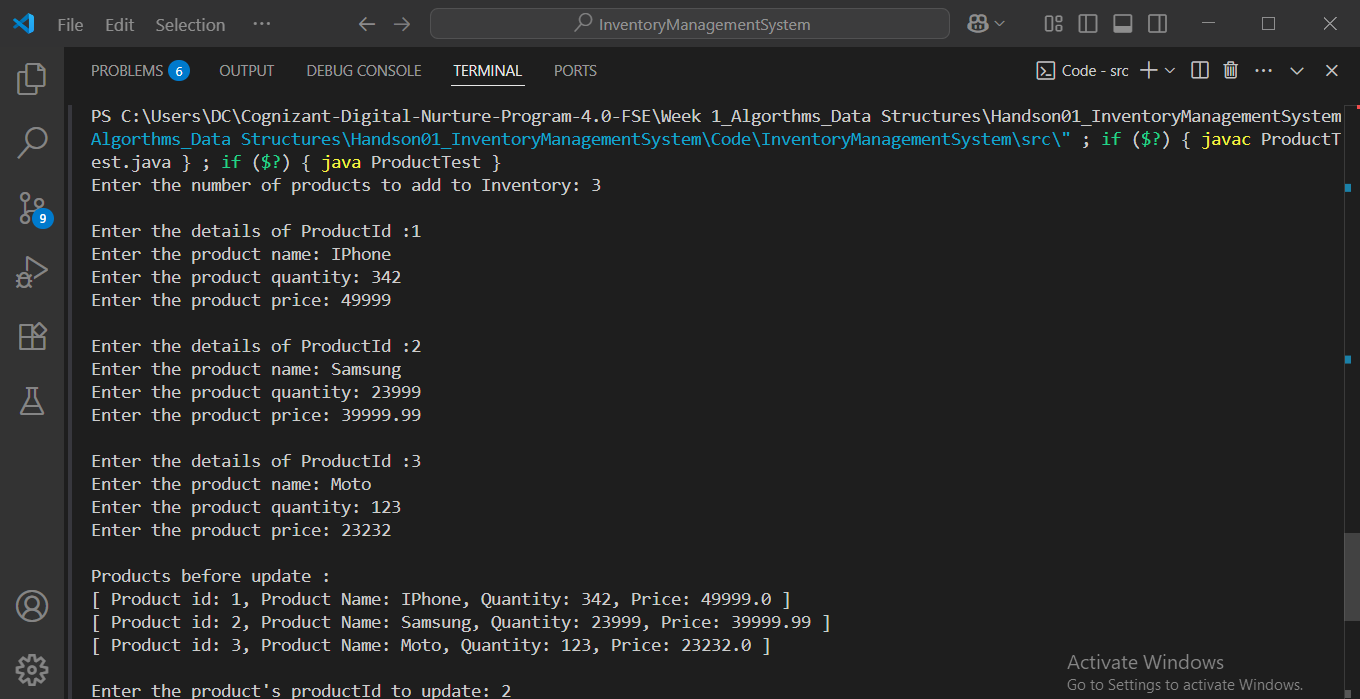 File Edit Selection ··· InventoryManagementSystem
PROBLEMS 6 OUTPUT DEBUG CONSOLE TERMINAL PORTS Code - src
PS C:\Users\DC\Cognizant-Digital-Nurture-Program-4.0-FSE\Week 1_Algorthms_Data Structures\Handson01_InventoryManagementSystem
Algorthms_Data Structures\Handson01_InventoryManagementSystem\Code\InventoryManagementSystem\src\" ; if ($?) { javac ProductT
est.java } ; if ($?) { java ProductTest }
Enter the number of products to add to Inventory: 3
9
Enter the details of ProductId :1
Enter the product name: IPhone
Enter the product quantity: 342
Enter the product price: 49999
Enter the details of ProductId :2
Enter the product name: Samsung
Enter the product quantity: 23999
Enter the product price: 39999.99
Enter the details of ProductId :3
Enter the product name: Moto
Enter the product quantity: 123
Enter the product price: 23232
Products before update :
[ Product id: 1, Product Name: IPhone, Quantity: 342, Price: 49999.0 ]
[ Product id: 2, Product Name: Samsung, Quantity: 23999, Price: 39999.99 ]
[ Product id: 3, Product Name: Moto, Quantity: 123, Price: 23232.0 ]
Enter the product's productId to update: 2
Activate Windows
Go to Settings to activate Windows.